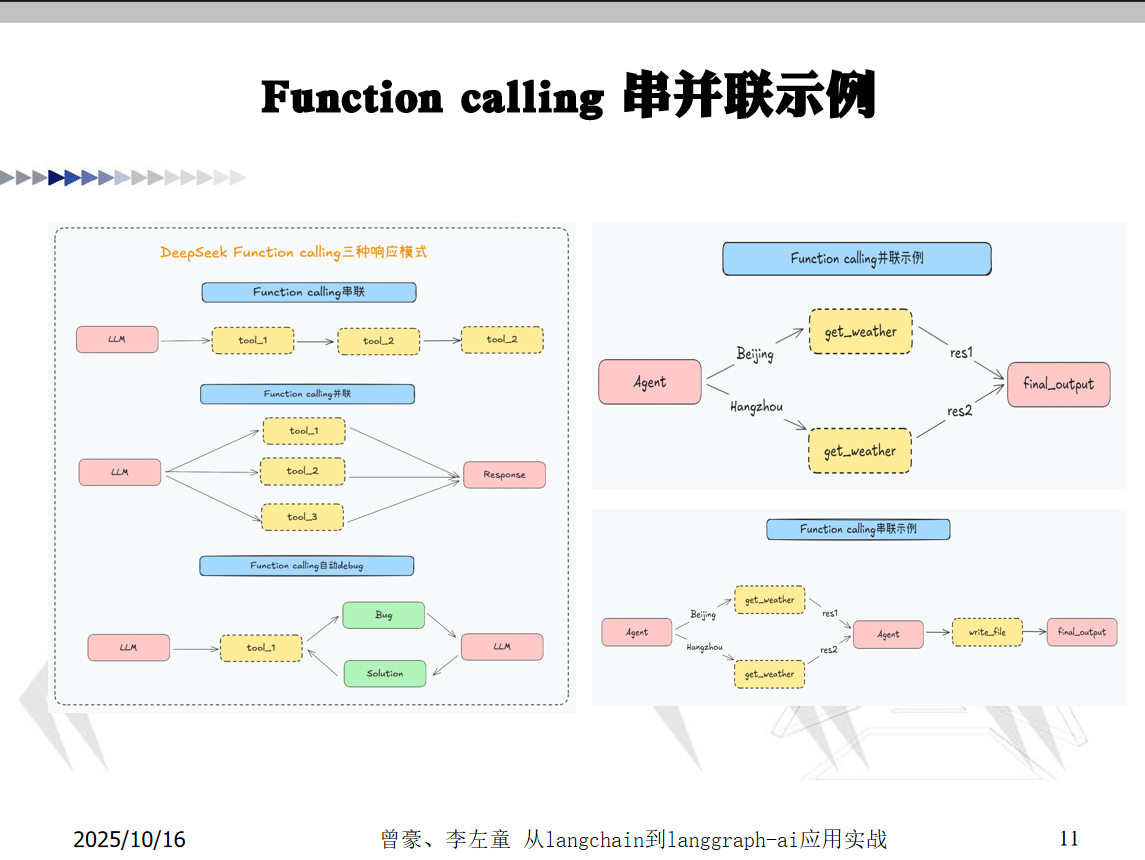 Function calling 串并联示例
DeepSeek Function calling三种响应模式
Function calling串联
LLM
tool_1
tool_2
tool_2
Function calling并联
LLM
tool_1
tool_2
tool_3
Response
Function calling自动debug
LLM
tool_1
Bug
Solution
LLM
Function calling并联示例
Agent
Beijing
Hangzhou
get_weather
get_weather
res1
res2
final_output
Function calling串联示例
Agent
Beijing
Hangzhou
get_weather
get_weather
res1
res2
Agent
write_file
final_output
2025/10/16
曾豪、李左童 从langchain到langgraph-ai应用实战
11